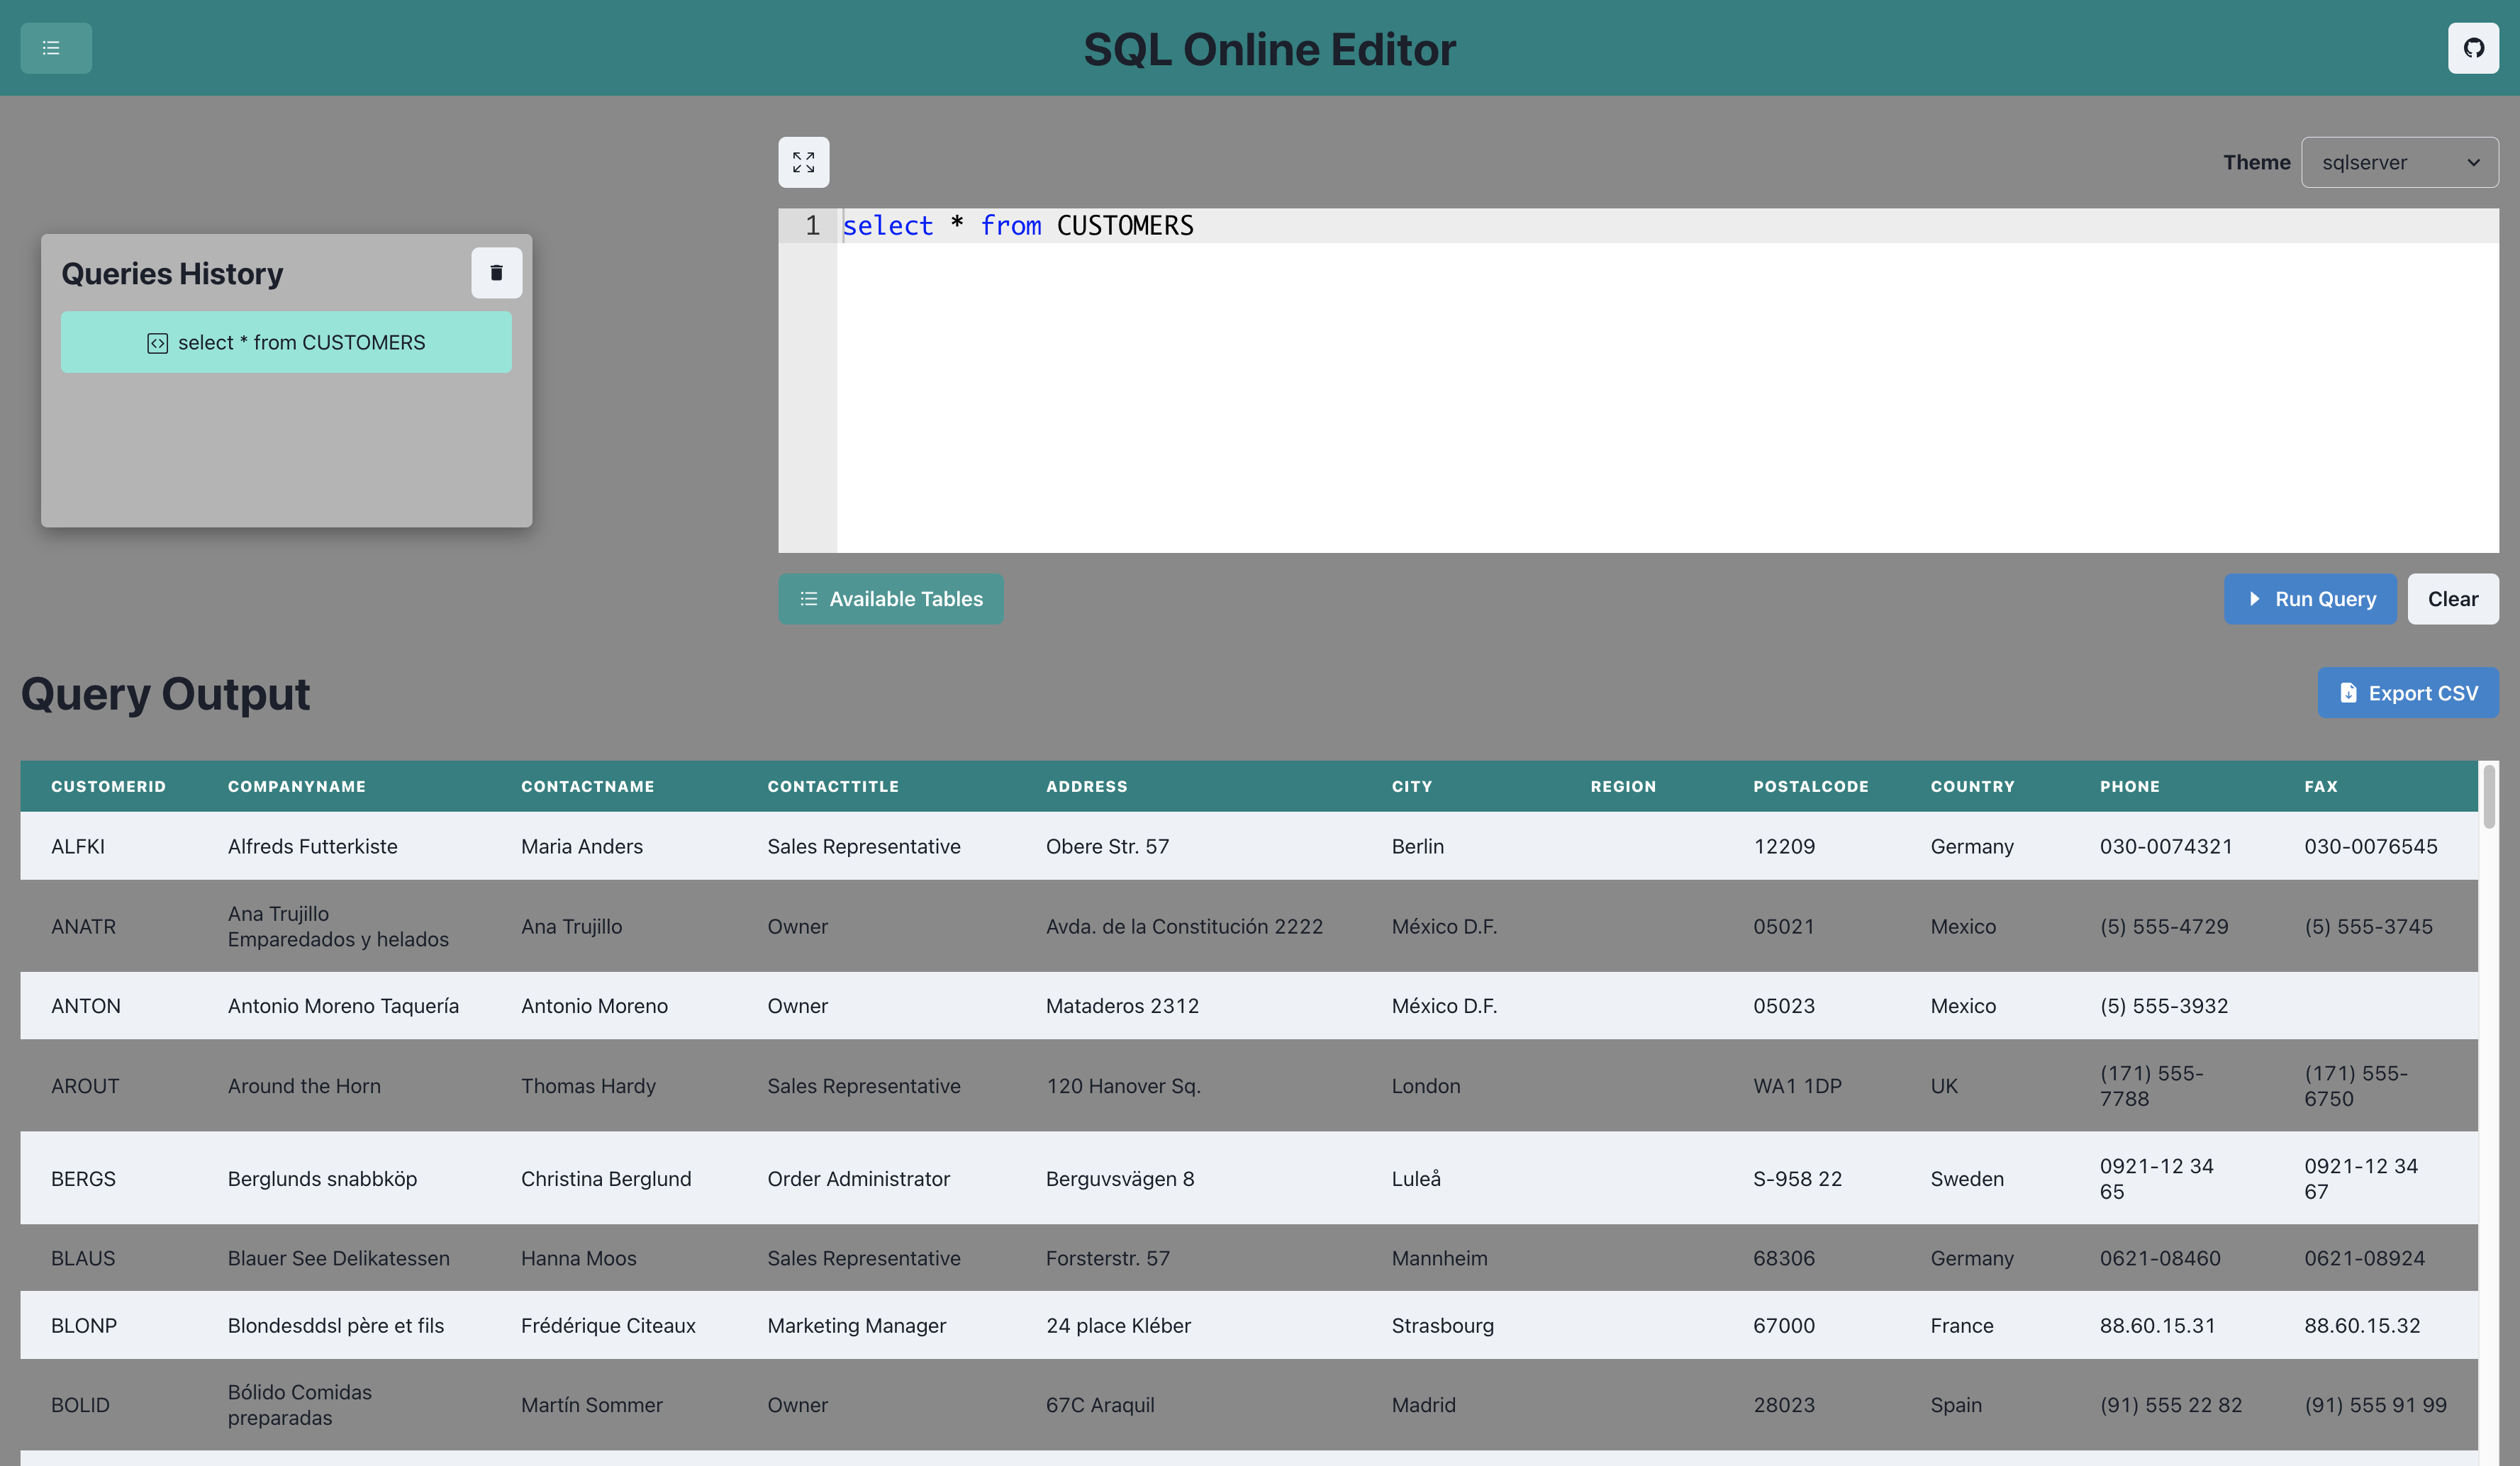 SQL Online Editor
Theme sqlserver
1 select * from CUSTOMERS
Queries History
select * from CUSTOMERS
Available Tables
Run Query Clear
Query Output
Export CSV
CUSTOMERID COMPANYNAME CONTACTNAME CONTACTTITLE ADDRESS CITY REGION POSTALCODE COUNTRY PHONE FAX
ALFKI Alfreds Futterkiste Maria Anders Sales Representative Obere Str. 57 Berlin 12209 Germany 030-0074321 030-0076545
Ana Trujillo
ANATR Emparedados y helados Ana Trujillo Owner Avda. de la Constitución 2222 México D.F. 05021 Mexico (5) 555-4729 (5) 555-3745
ANTON Antonio Moreno Taquería Antonio Moreno Owner Mataderos 2312 México D.F. 05023 Mexico (5) 555-3932
AROUT Around the Horn Thomas Hardy Sales Representative 120 Hanover Sq. London WA1 1DP UK (171) 555- (171) 555-
7788 6750
BERGS Berglunds snabbköp Christina Berglund Order Administrator Berguvsvägen 8 Luleå S-958 22 Sweden 0921-12 34 0921-12 34
65 67
BLAUS Blauer See Delikatessen Hanna Moos Sales Representative Forsterstr. 57 Mannheim 68306 Germany 0621-08460 0621-08924
BLONP Blondesddsl père et fils Frédérique Citeaux Marketing Manager 24 place Kléber Strasbourg 67000 France 88.60.15.31 88.60.15.32
Bólido Comidas
BOLID preparadas Martín Sommer Owner 67C Araquil Madrid 28023 Spain (91) 555 22 82 (91) 555 91 99